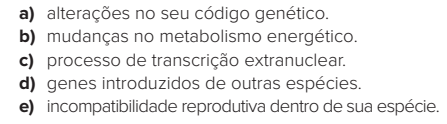 a) alterações no seu código genético.
b) mudanças no metabolismo energético.
c) processo de transcrição extranuclear.
d) genes introduzidos de outras espécies.
e) incompatibilidade reprodutiva dentro de sua espécie.